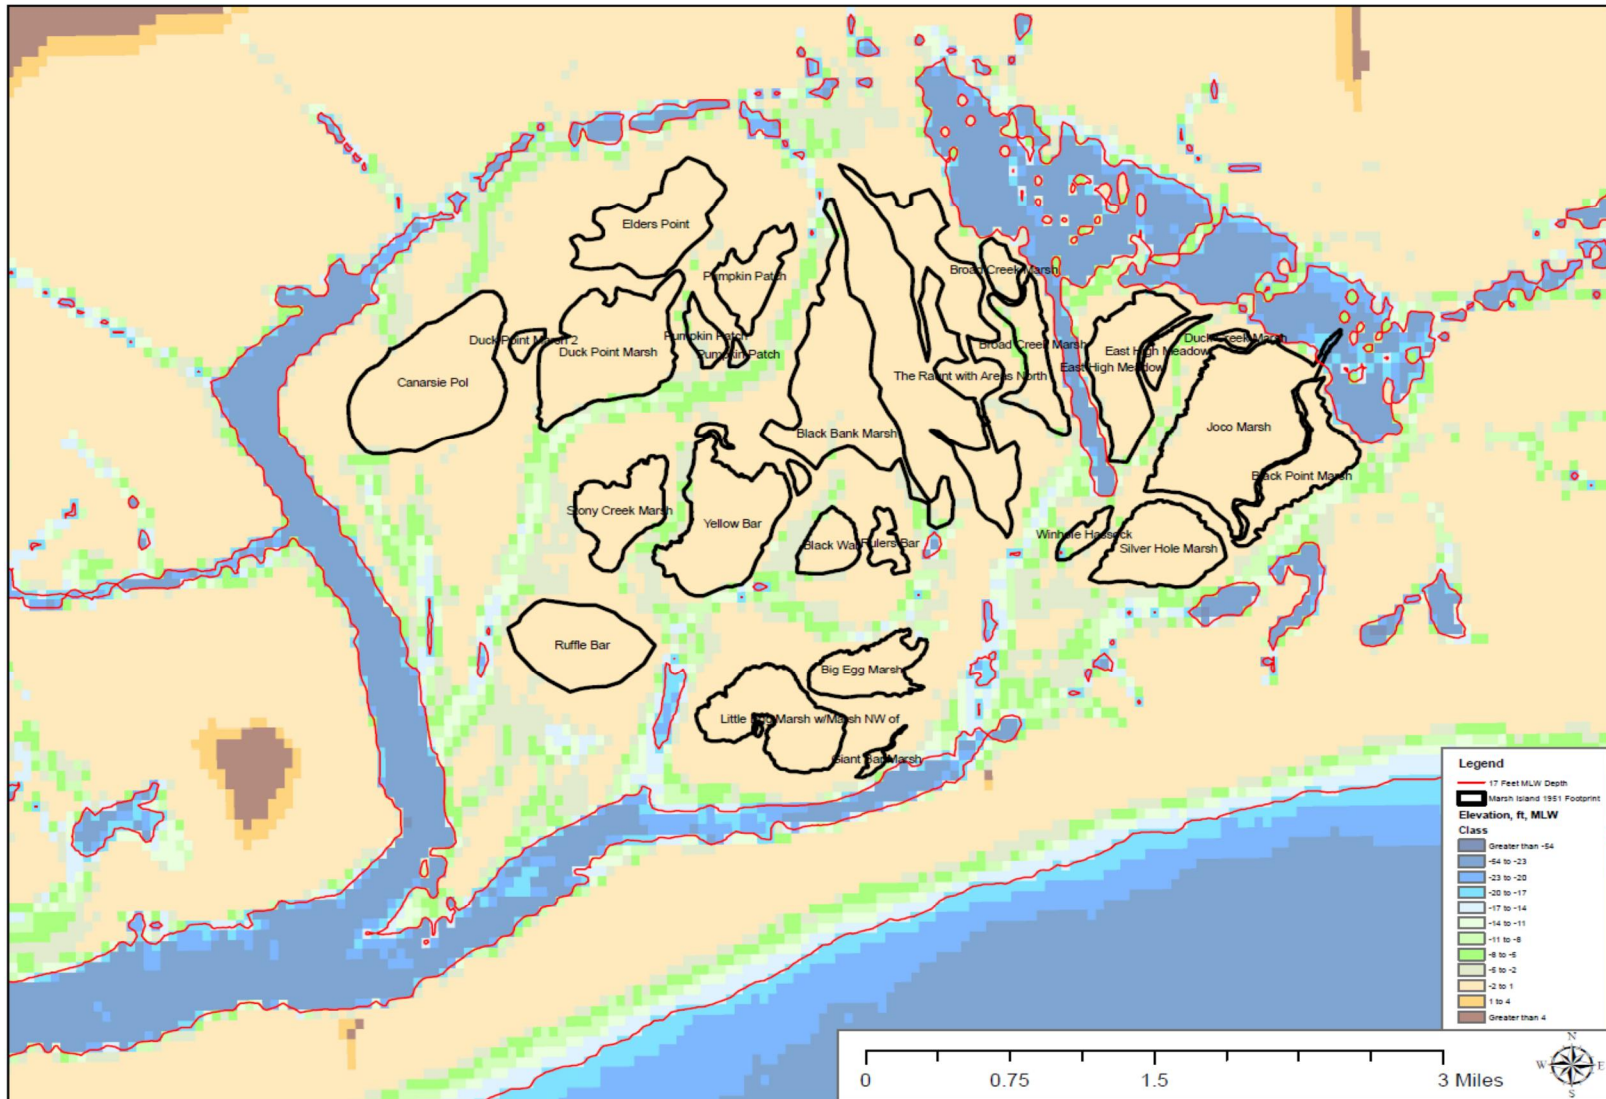 Elders Point
Pumpkin Patch
Broad Creek Marsh
Duck Point Marsh 2
Duck Point Marsh
Pumpkin Patch
Pumpkin Patch
Broad Creek Marsh
East High Meadow
Duck Creek Marsh
East High Meadow
Canarsie Pol
The Raunt with Areas North
Black Bank Marsh
Joco Marsh
Black Point Marsh
Stony Creek Marsh
Yellow Bar
Black Wall
Rulers Bar
Winhole Hassock
Silver Hole Marsh
Ruffle Bar
Big Egg Marsh
Little Egg Marsh w/Marsh NW of
Giant Bar Marsh
Legend
17 Feet MLW Depth
Marsh Island 1951 Footprint
Elevation, ft, MLW
Class
Greater than -54
-54 to -23
-23 to -20
-20 to -17
-17 to -14
-14 to -11
-11 to -8
-8 to -5
-5 to -2
-2 to 1
1 to 4
Greater than 4
N
W E
S
0 0.75 1.5 3 Miles